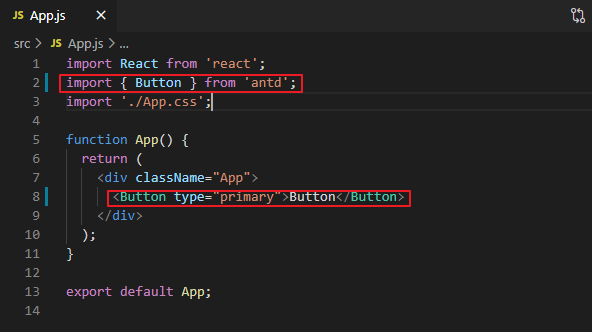 JS App.js ×
src > JS App.js > ...
1 import React from 'react';
2 import { Button } from 'antd';
3 import './App.css';
4
5 function App() {
6   return (
7     <div className="App">
8       <Button type="primary">Button</Button>
9     </div>
10   );
11 }
12
13 export default App;
14